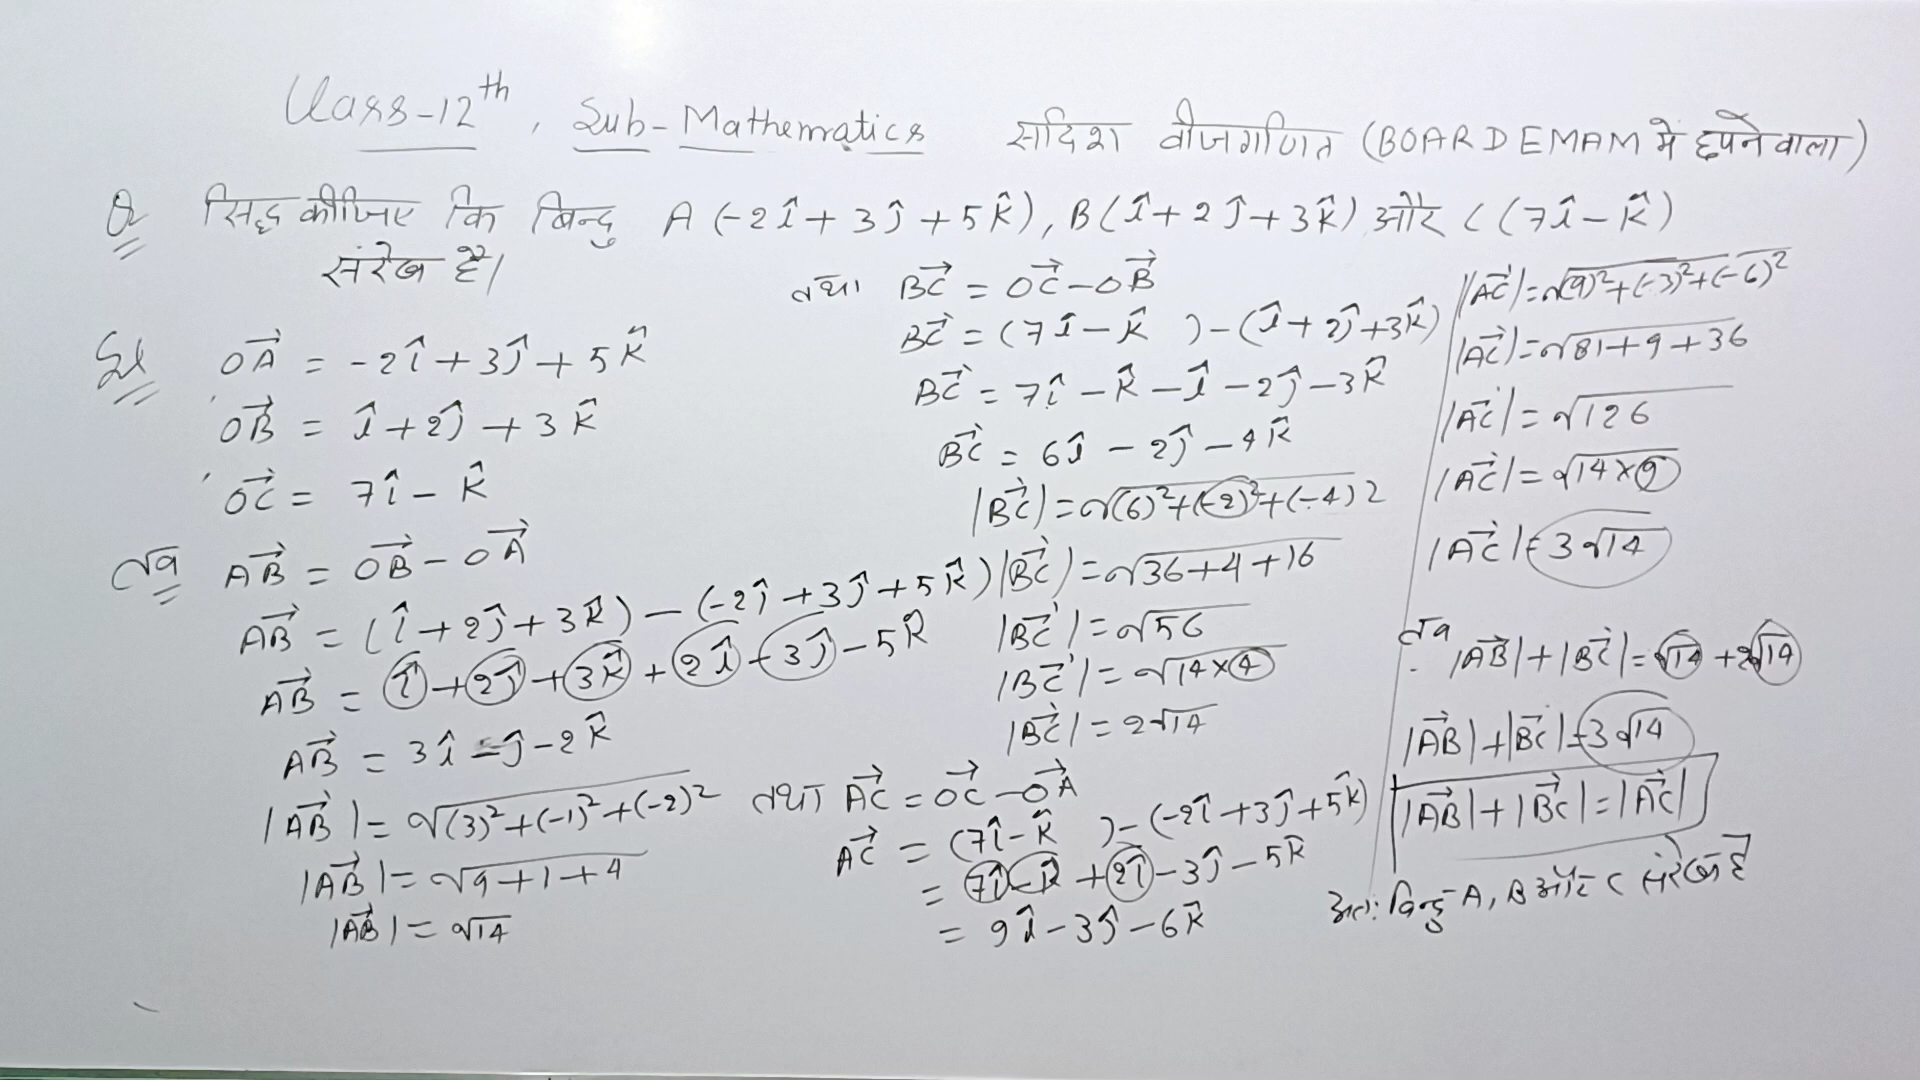 Class-12th, Sub-Mathematics सदिश बीजगणित (BOARD EMAM में छपने वाला)
Q सिद्ध कीजिए कि बिन्दु A(-2î+3ĵ+5k̂), B(î+2ĵ+3k̂) और C(7î-k̂)
संरेख है।
OA⃗ = -2î+3ĵ+5k̂
OB⃗ = î+2ĵ+3k̂
OC⃗ = 7î-k̂
तब AB⃗ = OB⃗-OA⃗
AB⃗ = (î+2ĵ+3k̂)-(-2î+3ĵ+5k̂)
AB⃗ = î+2ĵ+3k̂+2î-3ĵ-5k̂
AB⃗ = 3î-ĵ-2k̂
|AB⃗| = √(3)²+(-1)²+(-2)²
|AB⃗| = √9+1+4
|AB⃗| = √14
तथा BC⃗ = OC⃗-OB⃗
BC⃗ = (7î-k̂ )-(î+2ĵ+3k̂)
BC⃗ = 7î-k̂-î-2ĵ-3k̂
BC⃗ = 6î-2ĵ-4k̂
|BC⃗| = √(6)²+(-2)²+(-4)2
|BC⃗| = √36+4+16
|BC⃗| = √56
|BC⃗| = √14×4
|BC⃗| = 2√14
तथा AC⃗ = OC⃗-OA⃗
AC⃗ = (7î-k̂ )-(-2î+3ĵ+5k̂)
= 7î-k̂+2î-3ĵ-5k̂
= 9î-3ĵ-6k̂
|AC⃗| = √(9)²+(-3)²+(-6)²
|AC⃗| = √81+9+36
|AC⃗| = √126
|AC⃗| = √14×9
|AC⃗| = 3√14
तब
|AB⃗|+|BC⃗| = √14+2√14
|AB⃗|+|BC⃗| = 3√14
|AB⃗|+|BC⃗| = |AC⃗|
अतः बिन्दु A, B और C संरेख है